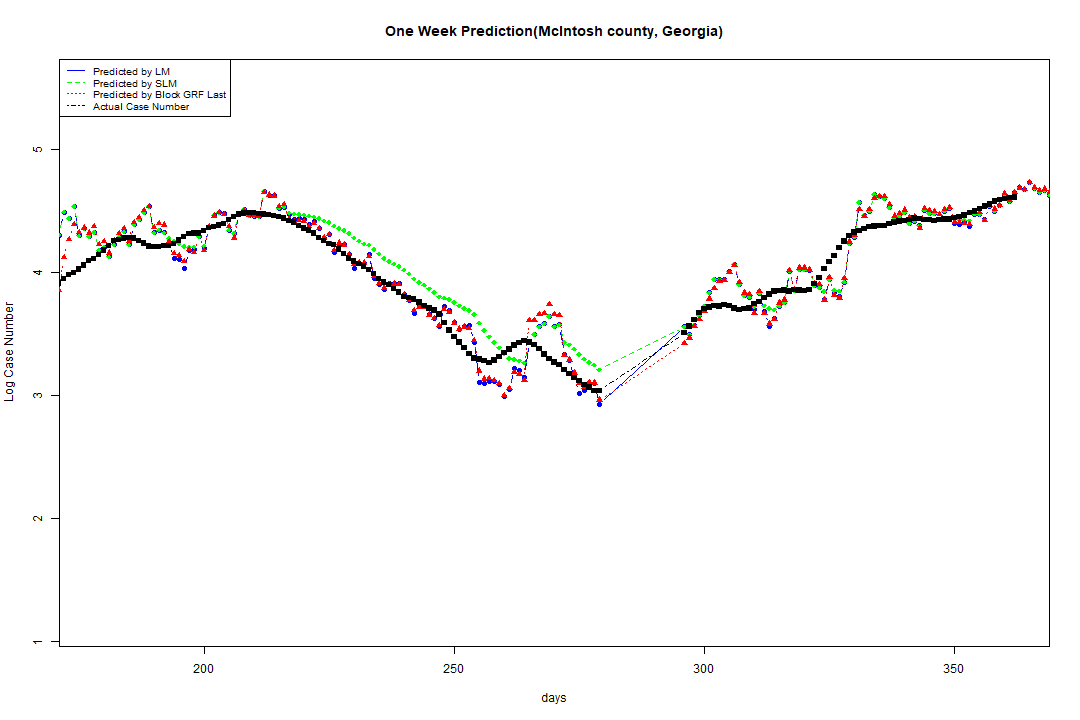 One Week Prediction(McIntosh county, Georgia)
Predicted by LM
Predicted by SLM
Predicted by Block GRF Last
Actual Case Number
5
4
3
2
1
Log Case Number
200 250 300 350
days